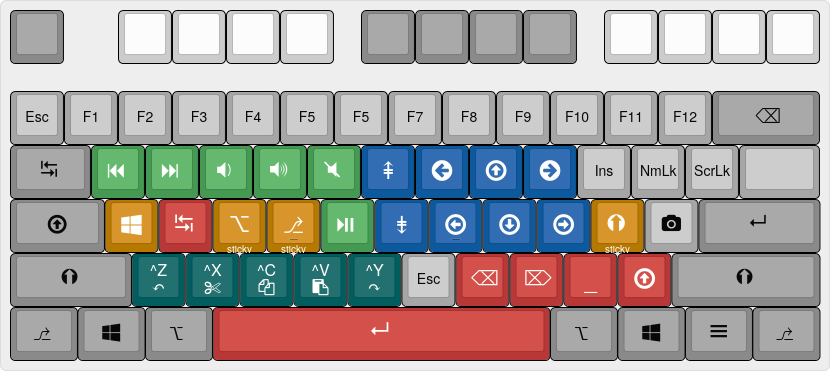 Esc F1 F2 F3 F4 F5 F5 F7 F8 F9 F10 F11 F12
Ins NmLk ScrLk
sticky sticky sticky
^Z ^X ^C ^V ^Y Esc _